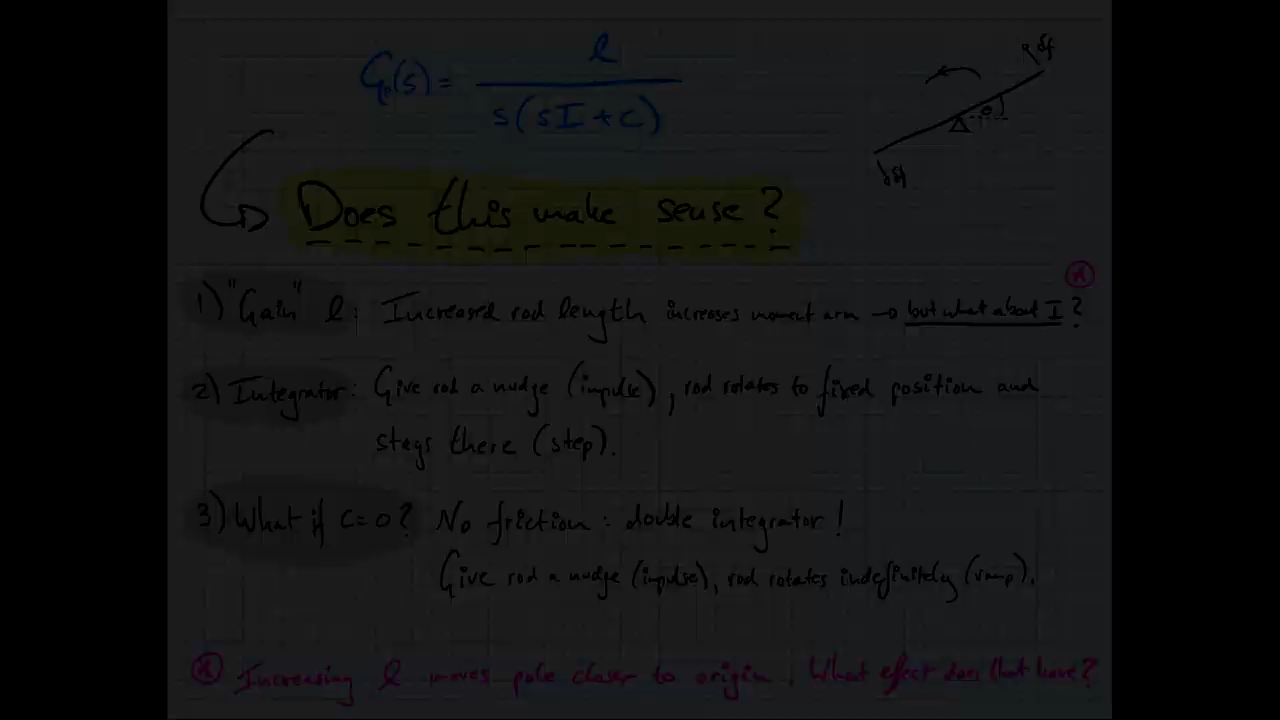 Gp(s) = l / s(sI + c)
δf
θ
δf
Does this make sense?
*
1) "Gain" l: Increased rod length increases moment arm → but what about I?
2) Integrator: Give rod a nudge (impulse), rod rotates to fixed position and
stays there (step).
3) What if c=0? No friction: double integrator!
Give rod a nudge (impulse), rod rotates indefinitely (ramp).
* Increasing l moves pole closer to origin. What effect does that have?